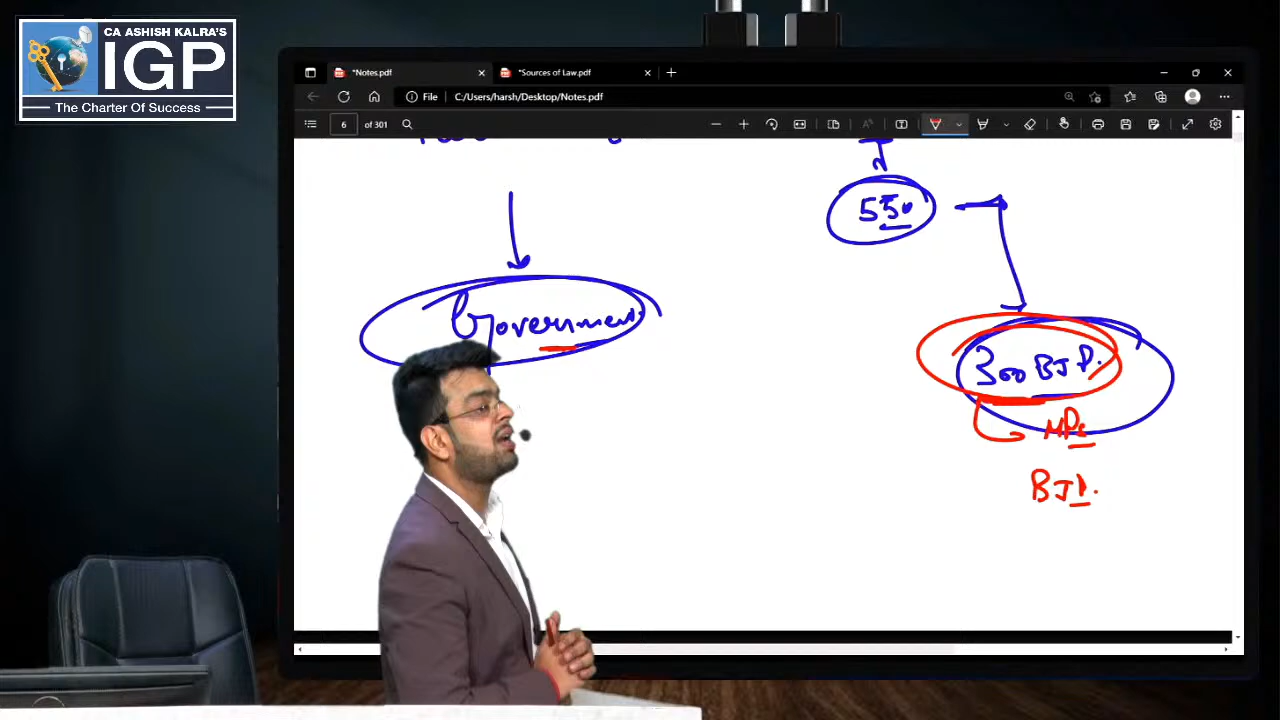 CA ASHISH KALRA'S
IGP
The Charter Of Success
*Notes.pdf
*Sources of Law.pdf
File
C:/Users/harsh/Desktop/Notes.pdf
6
of 301
550
Government
300 BJP.
MPs
BJP.